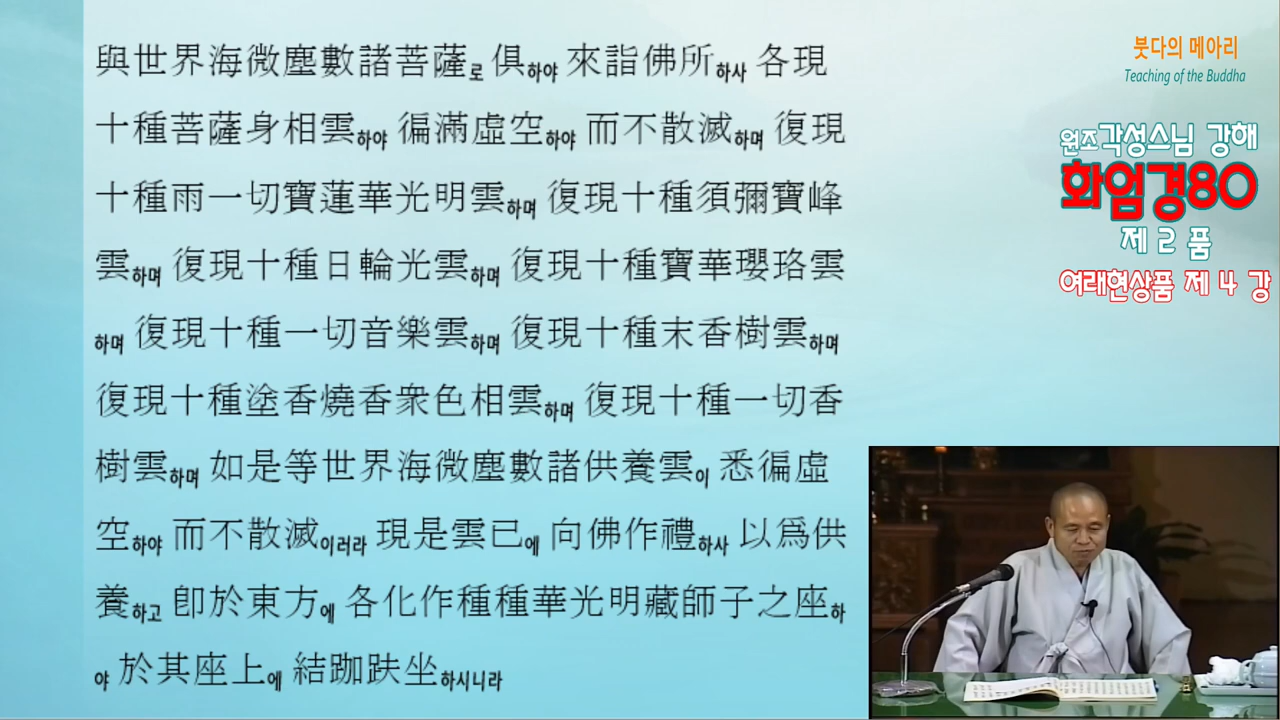 與世界海微塵數諸菩薩로 俱하야 來詣佛所하사 各現
十種菩薩身相雲하야 徧滿虛空하야 而不散滅하며 復現
十種雨一切寶蓮華光明雲하며 復現十種須彌寶峰
雲하며 復現十種日輪光雲하며 復現十種寶華瓔珞雲
하며 復現十種一切音樂雲하며 復現十種末香樹雲하며
復現十種塗香燒香衆色相雲하며 復現十種一切香
樹雲하며 如是等世界海微塵數諸供養雲이 悉徧虛
空하야 而不散滅이러라 現是雲已에 向佛作禮하사 以爲供
養하고 卽於東方에 各化作種種華光明藏師子之座하
야 於其座上에 結跏趺坐하시니라
붓다의 메아리
Teaching of the Buddha
원조각성스님 강해
화엄경80
제 2 품
여래현상품 제 4 강